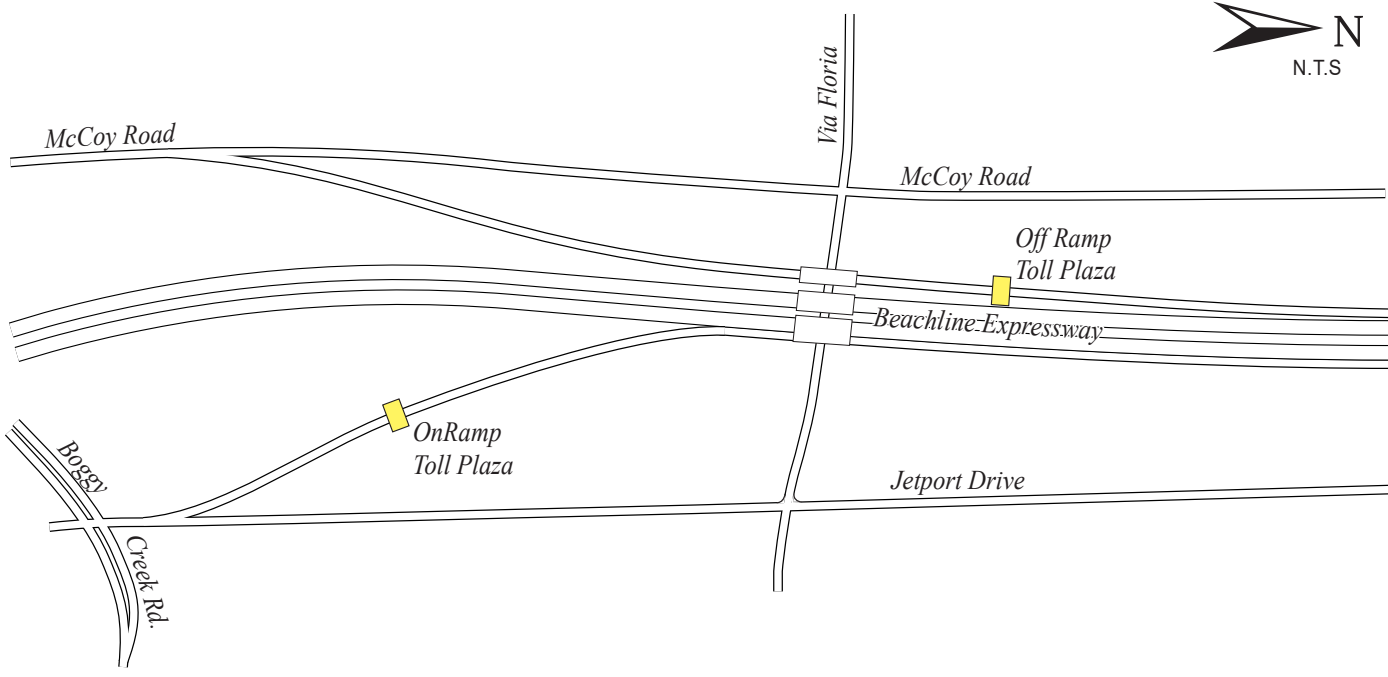 N
N.T.S
Via Floria
McCoy Road
McCoy Road
Off Ramp
Toll Plaza
Beachline Expressway
OnRamp
Toll Plaza
Boggy
Creek Rd.
Jetport Drive